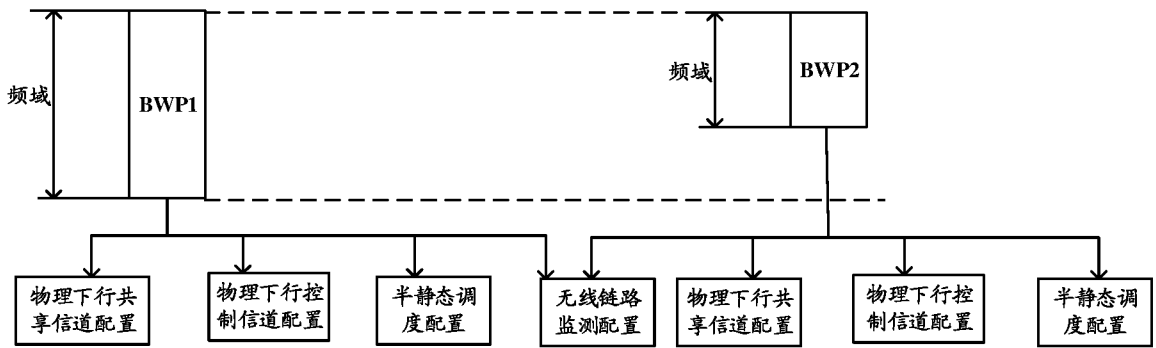 频域
BWP1
频域
BWP2
物理下行共
享信道配置
物理下行控
制信道配置
半静态调
度配置
无线链路
监测配置
物理下行共
享信道配置
物理下行控
制信道配置
半静态调
度配置